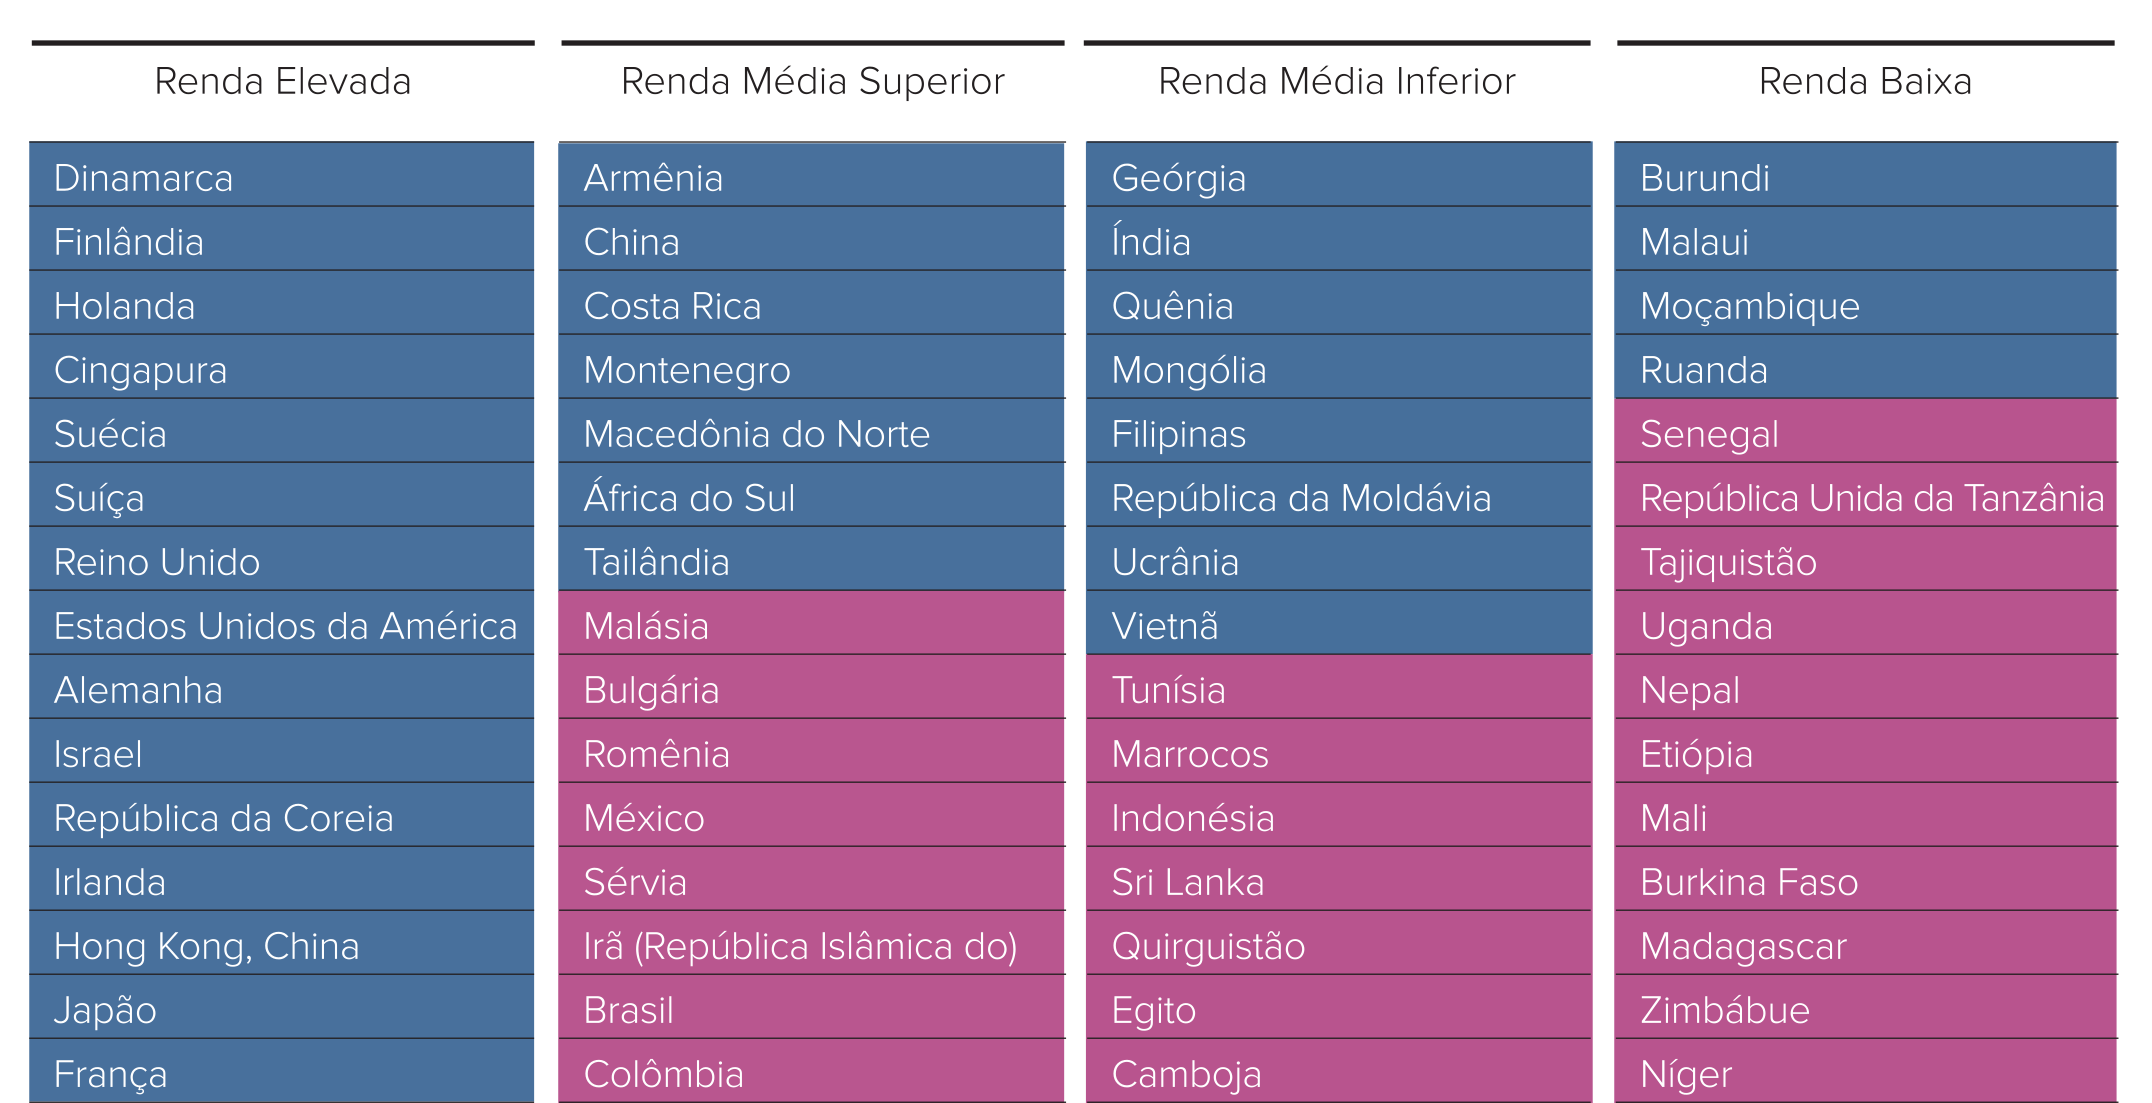 Renda Elevada
Renda Média Superior
Renda Média Inferior
Renda Baixa
Dinamarca
Armênia
Geórgia
Burundi
Finlândia
China
Índia
Malaui
Holanda
Costa Rica
Quênia
Moçambique
Cingapura
Montenegro
Mongólia
Ruanda
Suécia
Macedônia do Norte
Filipinas
Senegal
Suíça
África do Sul
República da Moldávia
República Unida da Tanzânia
Reino Unido
Tailândia
Ucrânia
Tajiquistão
Estados Unidos da América
Malásia
Vietnã
Uganda
Alemanha
Bulgária
Tunísia
Nepal
Israel
Romênia
Marrocos
Etiópia
República da Coreia
México
Indonésia
Mali
Irlanda
Sérvia
Sri Lanka
Burkina Faso
Hong Kong, China
Irã (República Islâmica do)
Quirguistão
Madagascar
Japão
Brasil
Egito
Zimbábue
França
Colômbia
Camboja
Níger